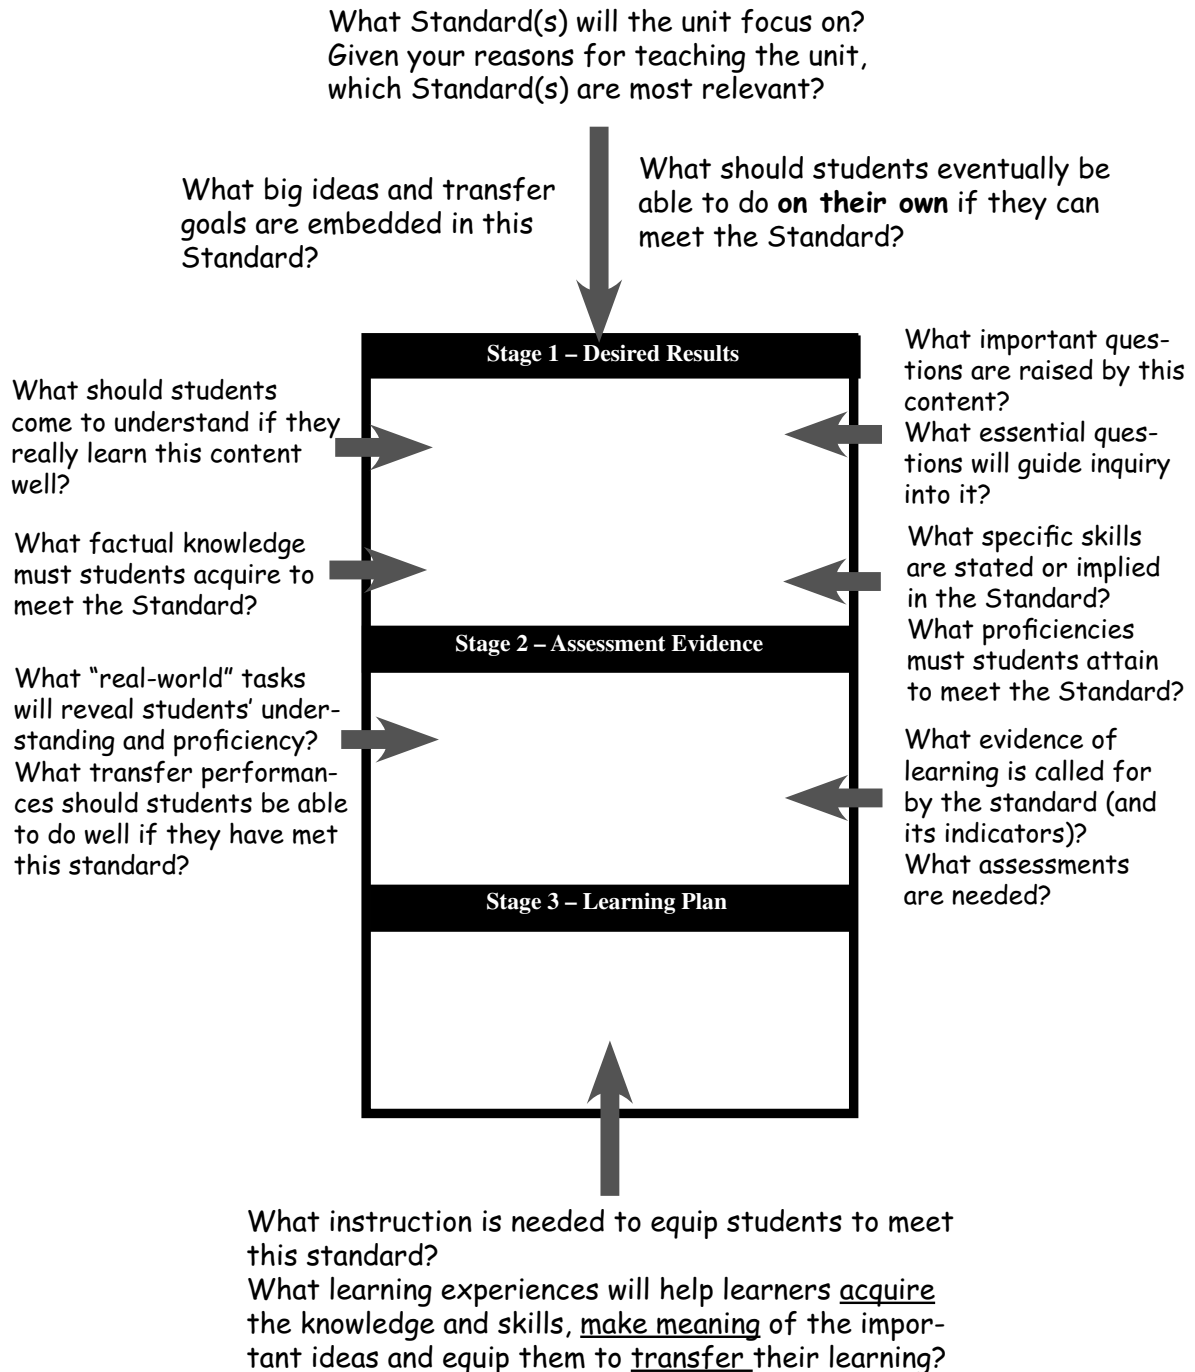 What Standard(s) will the unit focus on?
Given your reasons for teaching the unit,
which Standard(s) are most relevant?
What big ideas and transfer
goals are embedded in this
Standard?
What should students eventually be
able to do on their own if they can
meet the Standard?
Stage 1 – Desired Results
What should students
come to understand if they
really learn this content
well?
What important ques-
tions are raised by this
content?
What essential ques-
tions will guide inquiry
into it?
What factual knowledge
must students acquire to
meet the Standard?
What specific skills
are stated or implied
in the Standard?
What proficiencies
must students attain
to meet the Standard?
Stage 2 – Assessment Evidence
What “real-world” tasks
will reveal students’ under-
standing and proficiency?
What transfer performan-
ces should students be able
to do well if they have met
this standard?
What evidence of
learning is called for
by the standard (and
its indicators)?
What assessments
are needed?
Stage 3 – Learning Plan
What instruction is needed to equip students to meet
this standard?
What learning experiences will help learners acquire
the knowledge and skills, make meaning of the impor-
tant ideas and equip them to transfer their learning?